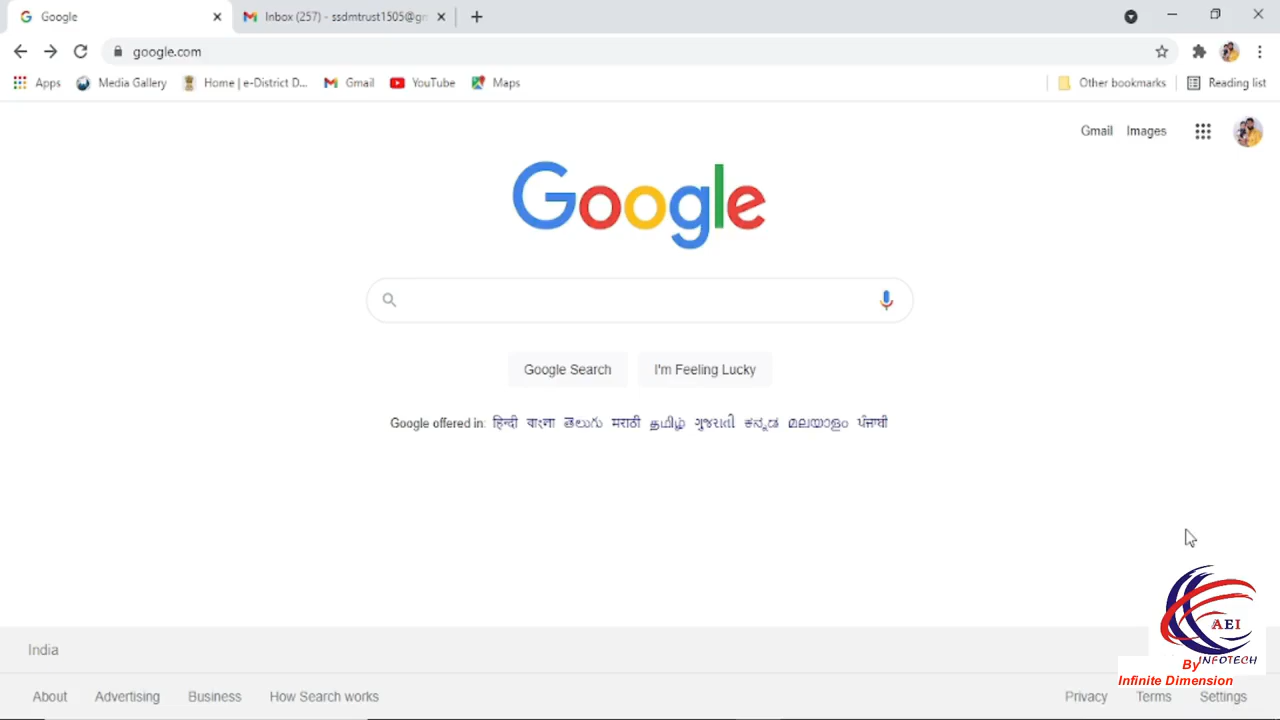 Google
Inbox (257) - ssdmtrust1505@gr
google.com
Apps Media Gallery Home | e-District D... Gmail YouTube Maps Other bookmarks Reading list
Gmail Images
Google
Google Search I'm Feeling Lucky
Google offered in: हिन्दी বাংলা తెలుగు मराठी தமிழ் ગુજરાતી ಕನ್ನಡ മലയാളം ਪੰਜਾਬੀ
AEI
INFOTECH
India
By
Infinite Dimension
About Advertising Business How Search works Privacy Terms Settings